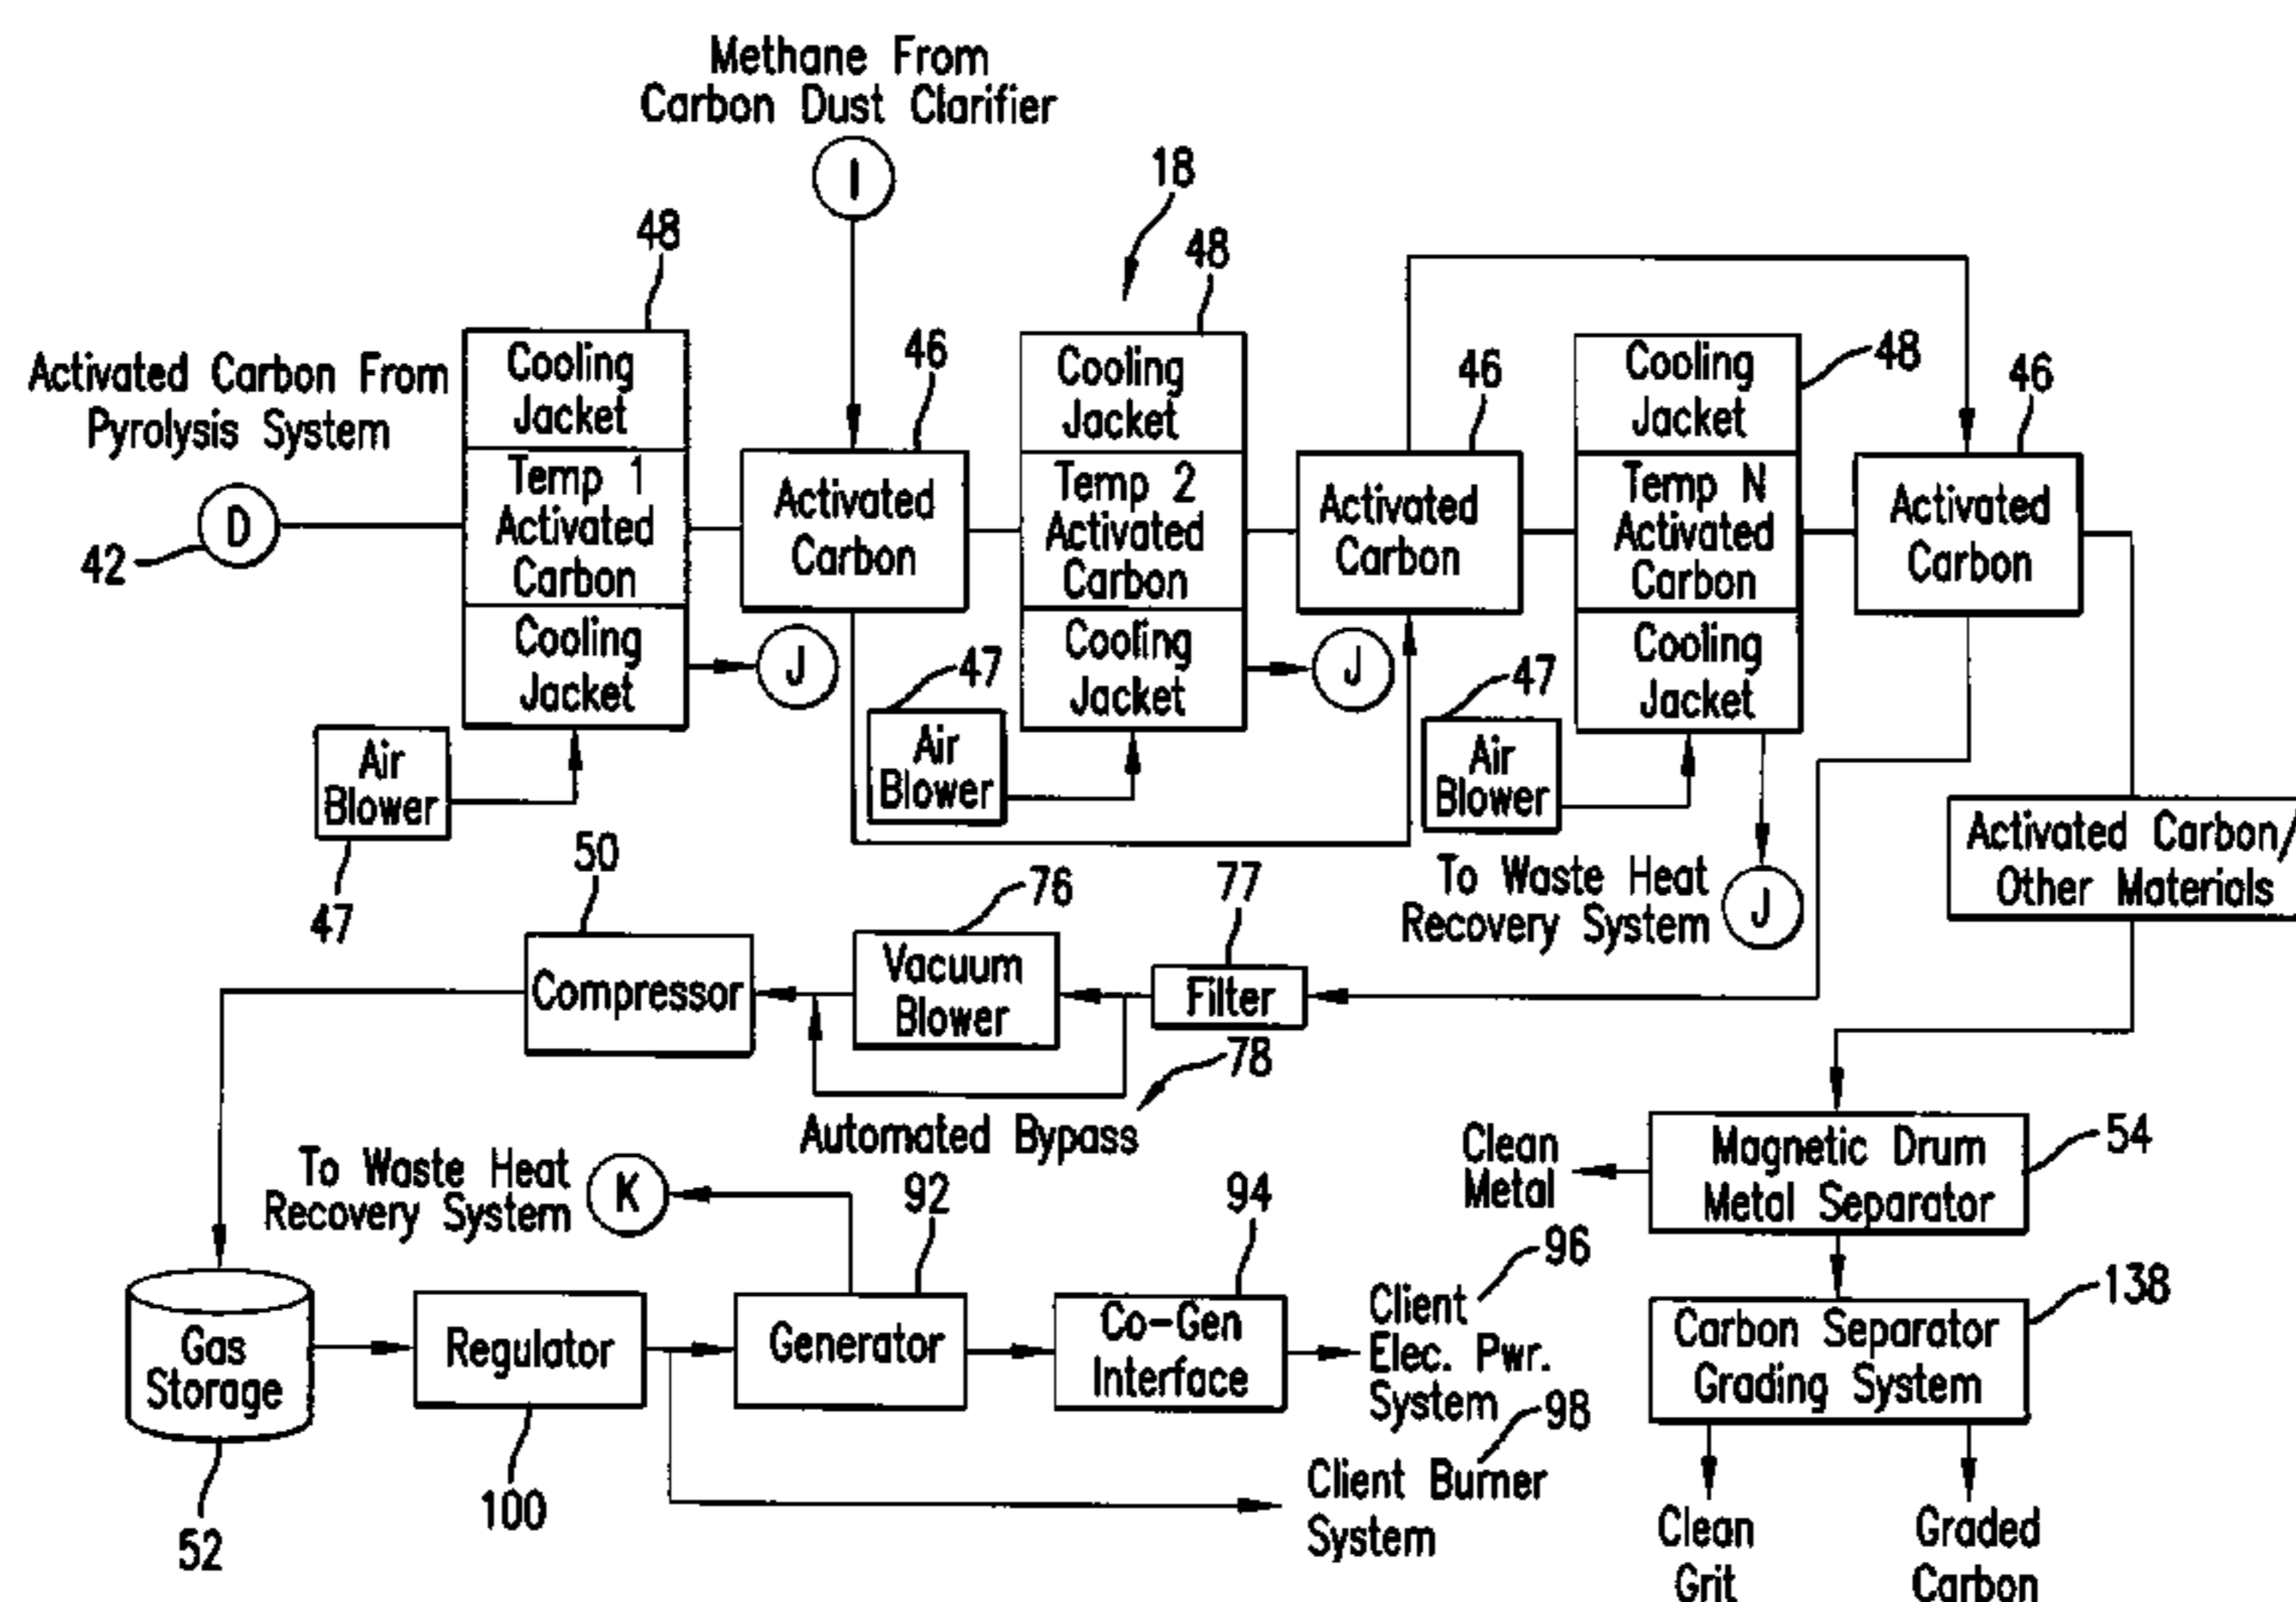 Methane From
Carbon Dust Clarifier
I
18
48
48
Activated Carbon From
Pyrolysis System
D
42
Cooling
Jacket
Temp 1
Activated
Carbon
Cooling
Jacket
J
Air
Blower
47
46
Activated
Carbon
Cooling
Jacket
Temp 2
Activated
Carbon
Cooling
Jacket
J
47
Air
Blower
46
Activated
Carbon
48
Cooling
Jacket
Temp N
Activated
Carbon
Cooling
Jacket
47
Air
Blower
To Waste Heat
Recovery System
J
46
Activated
Carbon
Activated Carbon/
Other Materials
50
Compressor
76
Vacuum
Blower
77
Filter
78
Automated Bypass
To Waste Heat
Recovery System
K
92
94
Gas
Storage
52
Regulator
100
Generator
Co-Gen
Interface
96
Client
Elec. Pwr.
System
98
Client Burner
System
Clean
Metal
Magnetic Drum
Metal Separator
54
Carbon Separator
Grading System
138
Clean
Grit
Graded
Carbon